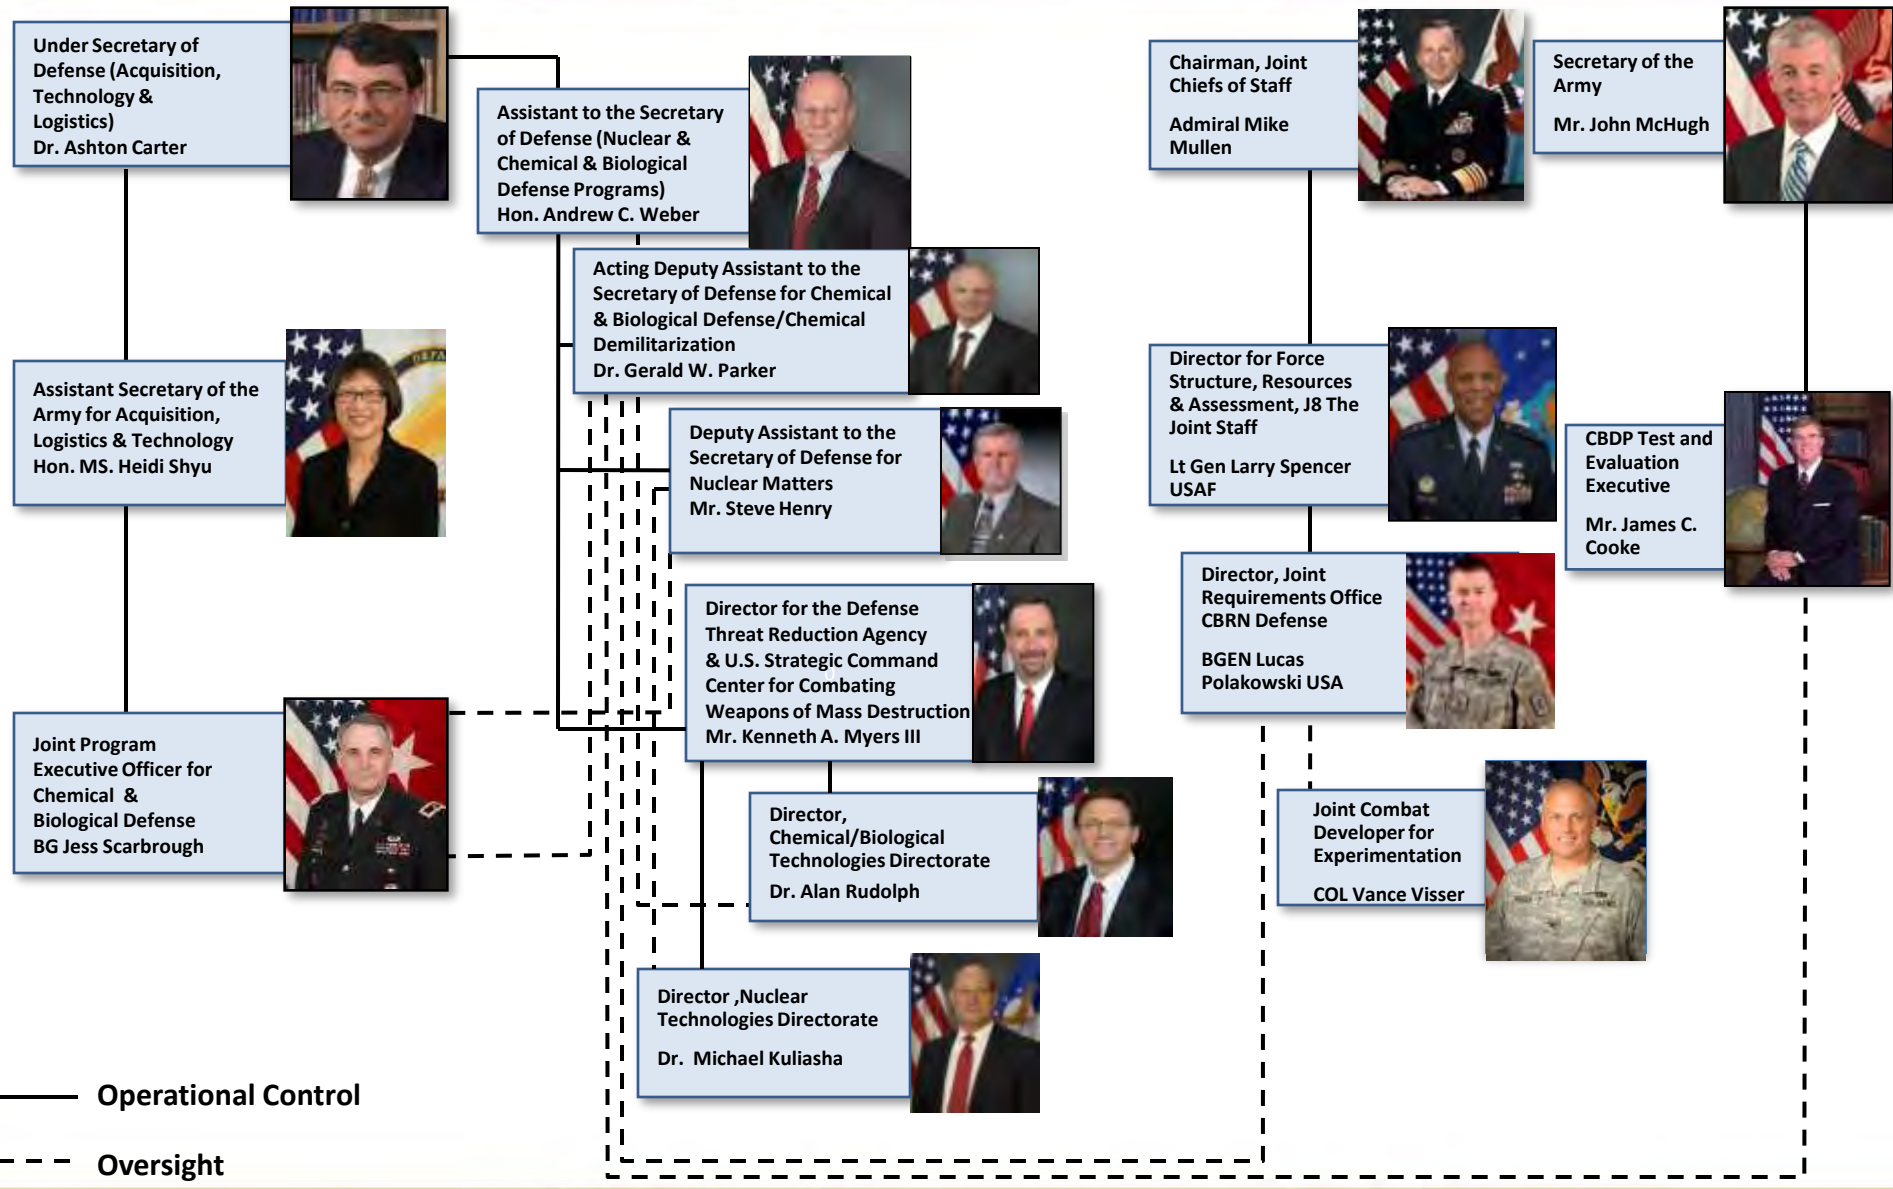 Under Secretary of
Defense (Acquisition,
Technology &
Logistics)
Dr. Ashton Carter
Assistant to the Secretary
of Defense (Nuclear &
Chemical & Biological
Defense Programs)
Hon. Andrew C. Weber
Chairman, Joint
Chiefs of Staff
Admiral Mike
Mullen
Secretary of the
Army
Mr. John McHugh
Acting Deputy Assistant to the
Secretary of Defense for Chemical
& Biological Defense/Chemical
Demilitarization
Dr. Gerald W. Parker
Assistant Secretary of the
Army for Acquisition,
Logistics & Technology
Hon. MS. Heidi Shyu
Deputy Assistant to the
Secretary of Defense for
Nuclear Matters
Mr. Steve Henry
Director for Force
Structure, Resources
& Assessment, J8 The
Joint Staff
Lt Gen Larry Spencer
USAF
CBDP Test and
Evaluation
Executive
Mr. James C.
Cooke
Director for the Defense
Threat Reduction Agency
& U.S. Strategic Command
Center for Combating
Weapons of Mass Destruction
Mr. Kenneth A. Myers III
Director, Joint
Requirements Office
CBRN Defense
BGEN Lucas
Polakowski USA
Joint Program
Executive Officer for
Chemical &
Biological Defense
BG Jess Scarbrough
Director,
Chemical/Biological
Technologies Directorate
Dr. Alan Rudolph
Joint Combat
Developer for
Experimentation
COL Vance Visser
Director ,Nuclear
Technologies Directorate
Dr. Michael Kuliasha
Operational Control
Oversight